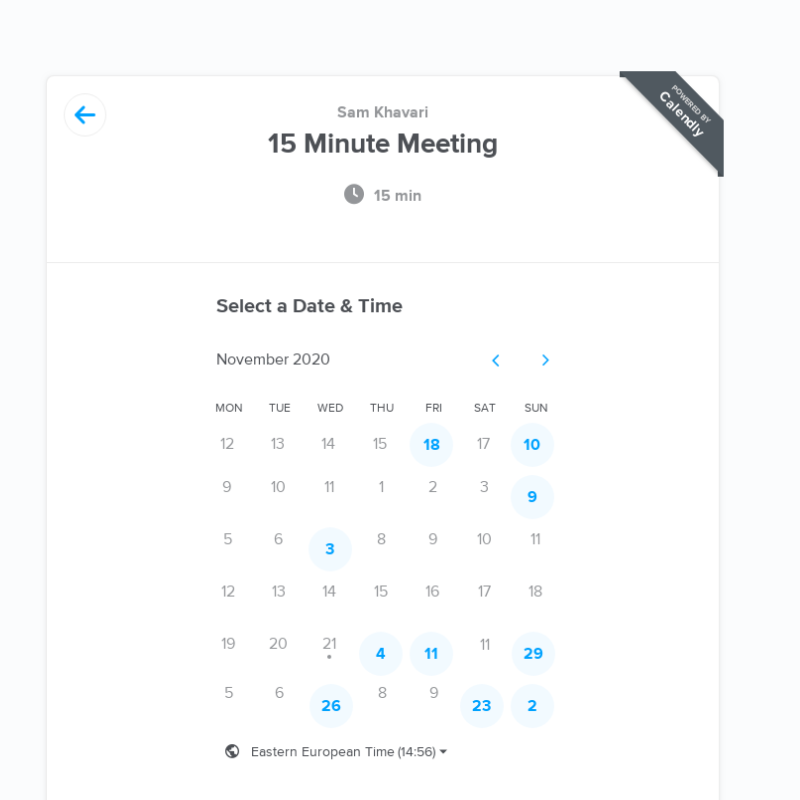 Sam Khavari
POWERED BY
Calendly
15 Minute Meeting
15 min
Select a Date & Time
November 2020
MON TUE WED THU FRI SAT SUN
12 13 14 15 18 17 10
9 10 11 1 2 3 9
5 6 3 8 9 10 11
12 13 14 15 16 17 18
19 20 21 4 11 11 29
5 6 26 8 9 23 2
Eastern European Time (14:56)